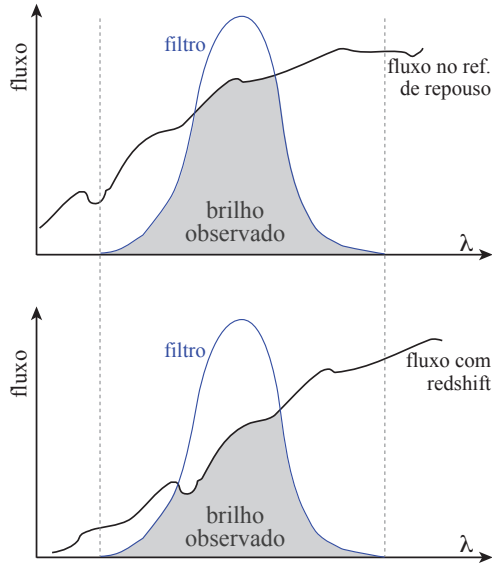 fluxo
filtro
fluxo no ref.
de repouso
brilho
observado
λ
fluxo
filtro
fluxo com
redshift
brilho
observado
λ